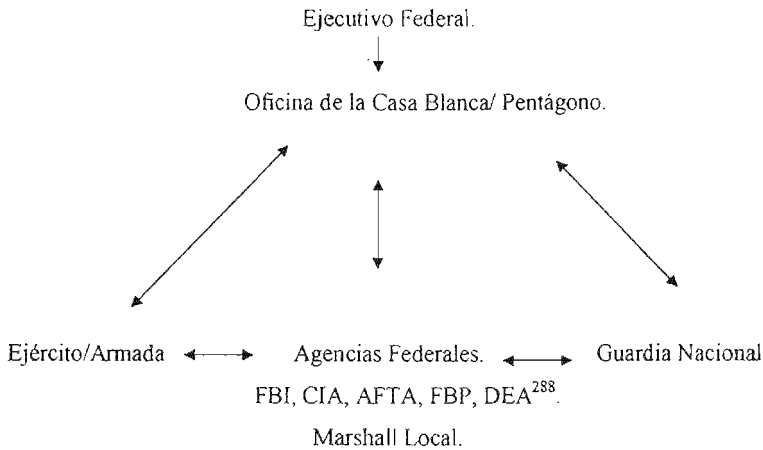 Ejecutivo Federal.
Oficina de la Casa Blanca/ Pentágono.
Ejército/Armada Agencias Federales. Guardia Nacional
FBI, CIA, AFTA, FBP, DEA²⁸⁸.
Marshall Local.